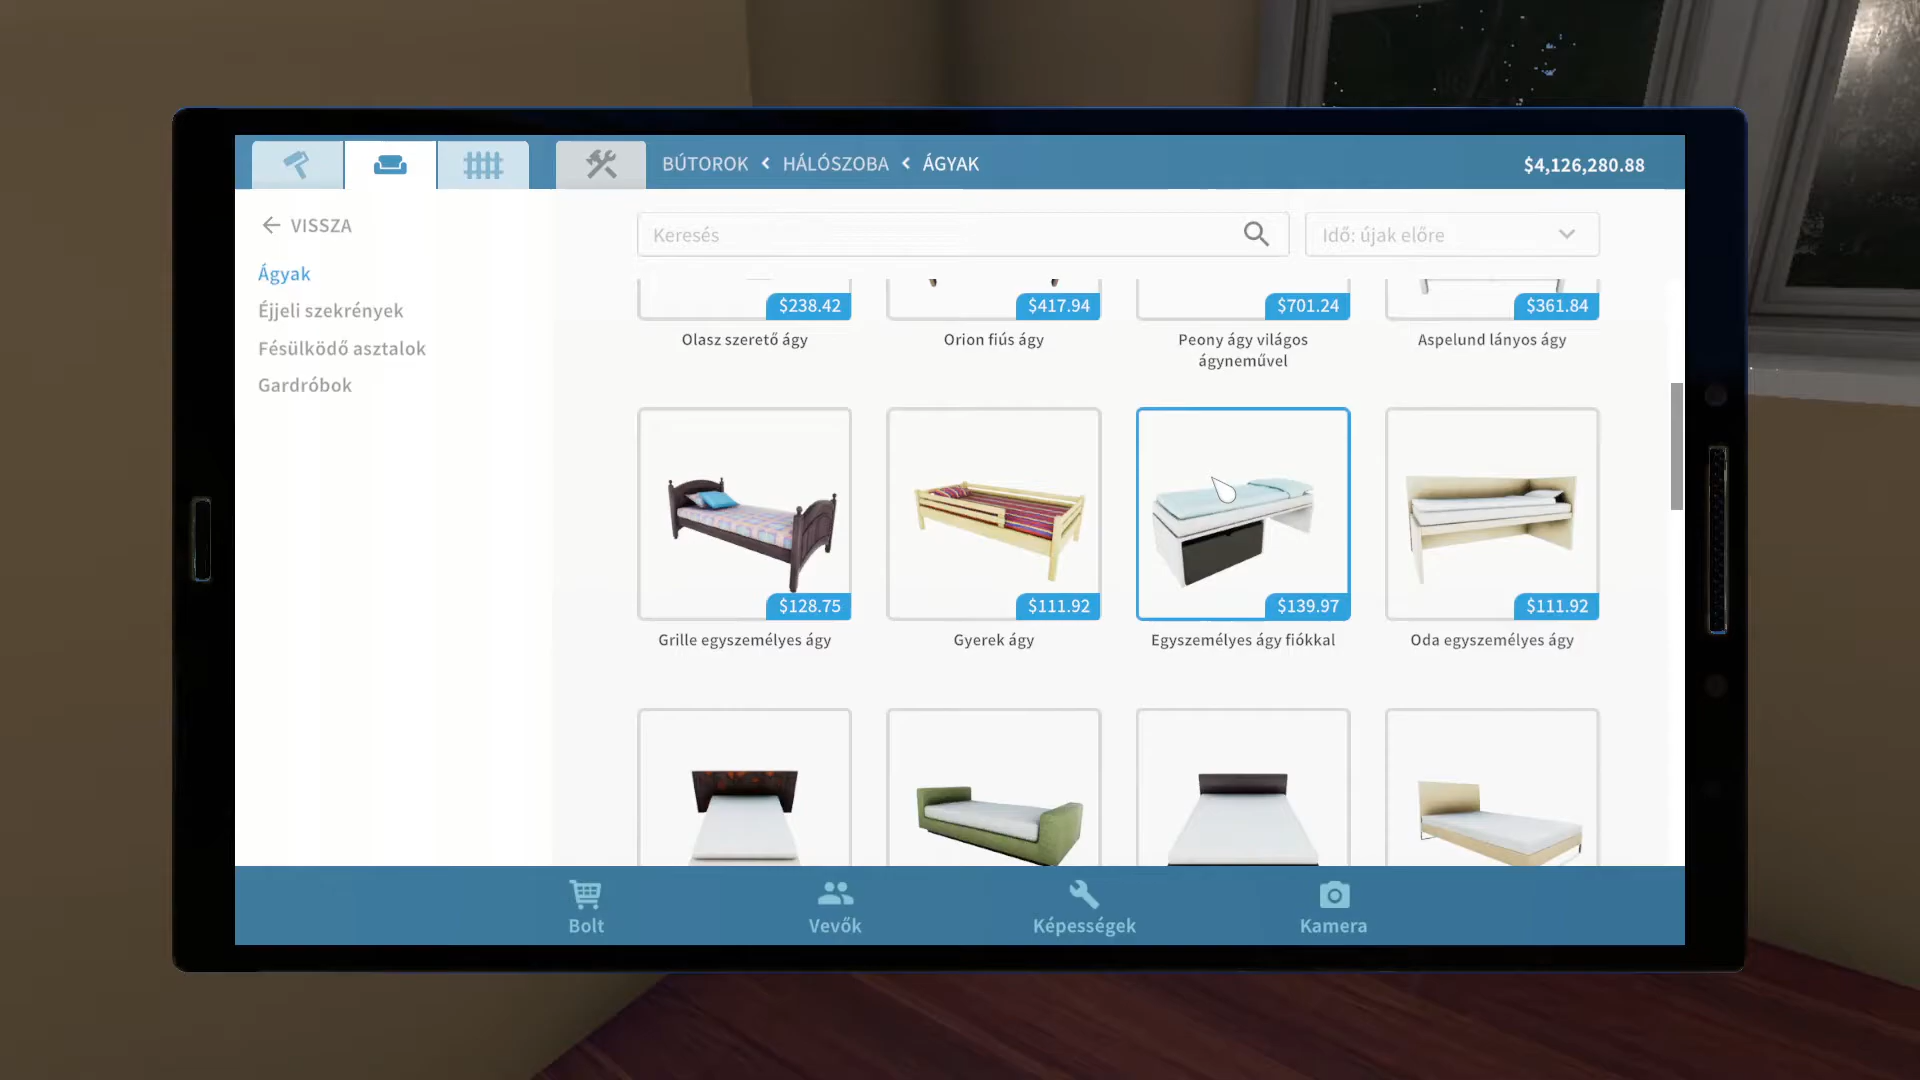 BÚTOROK < HÁLÓSZOBA < ÁGYAK
$4,126,280.88
VISSZA
Ágyak
Éjjeli szekrények
Fésülködő asztalok
Gardróbok
Keresés
Idő: újak előre
$238.42
$417.94
$701.24
$361.84
Olasz szerető ágy
Orion fiús ágy
Peony ágy világos
ágyneművel
Aspelund lányos ágy
$128.75
$111.92
$139.97
$111.92
Grille egyszemélyes ágy
Gyerek ágy
Egyszemélyes ágy fiókkal
Oda egyszemélyes ágy
Bolt
Vevők
Képességek
Kamera